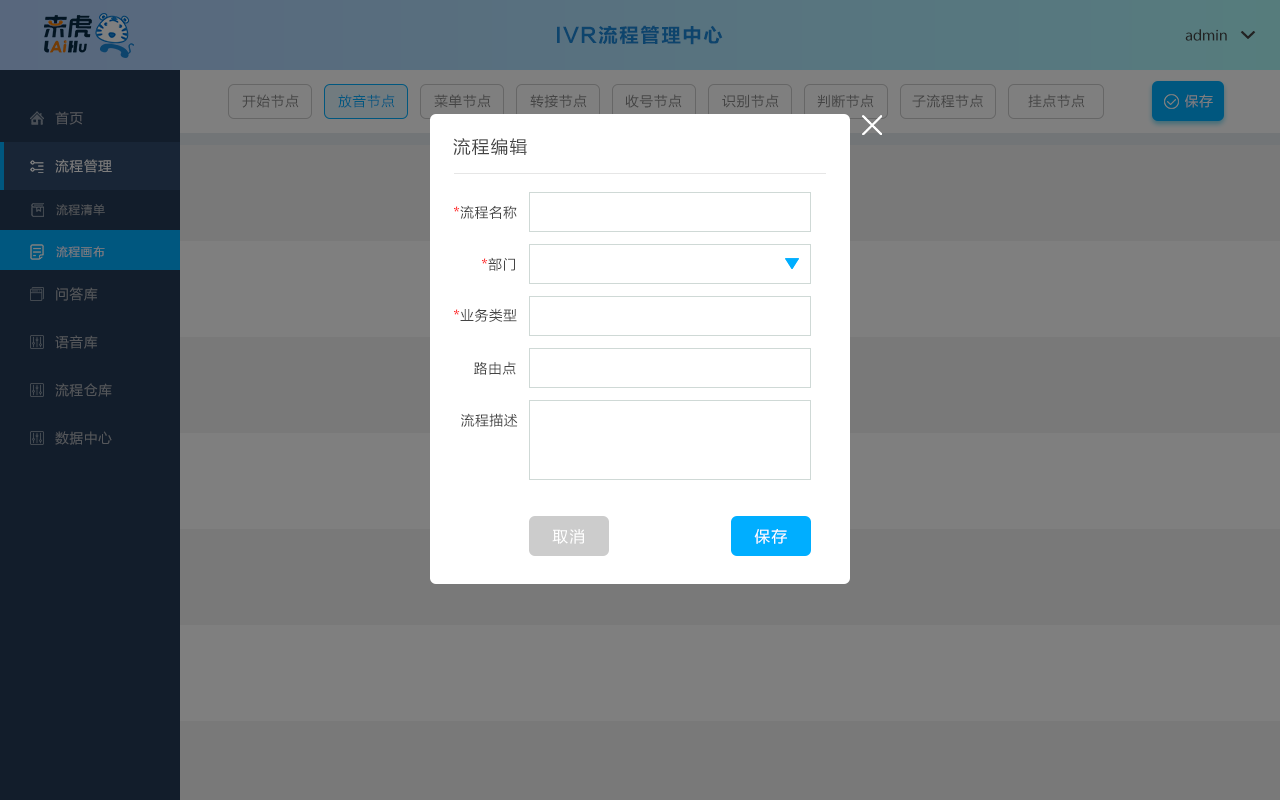 来虎
LAiHu
IVR流程管理中心
admin
首页
流程管理
流程清单
流程画布
问答库
语音库
流程仓库
数据中心
开始节点
放音节点
菜单节点
转接节点
收号节点
识别节点
判断节点
子流程节点
挂点节点
保存
流程编辑
*流程名称
*部门
*业务类型
路由点
流程描述
取消
保存